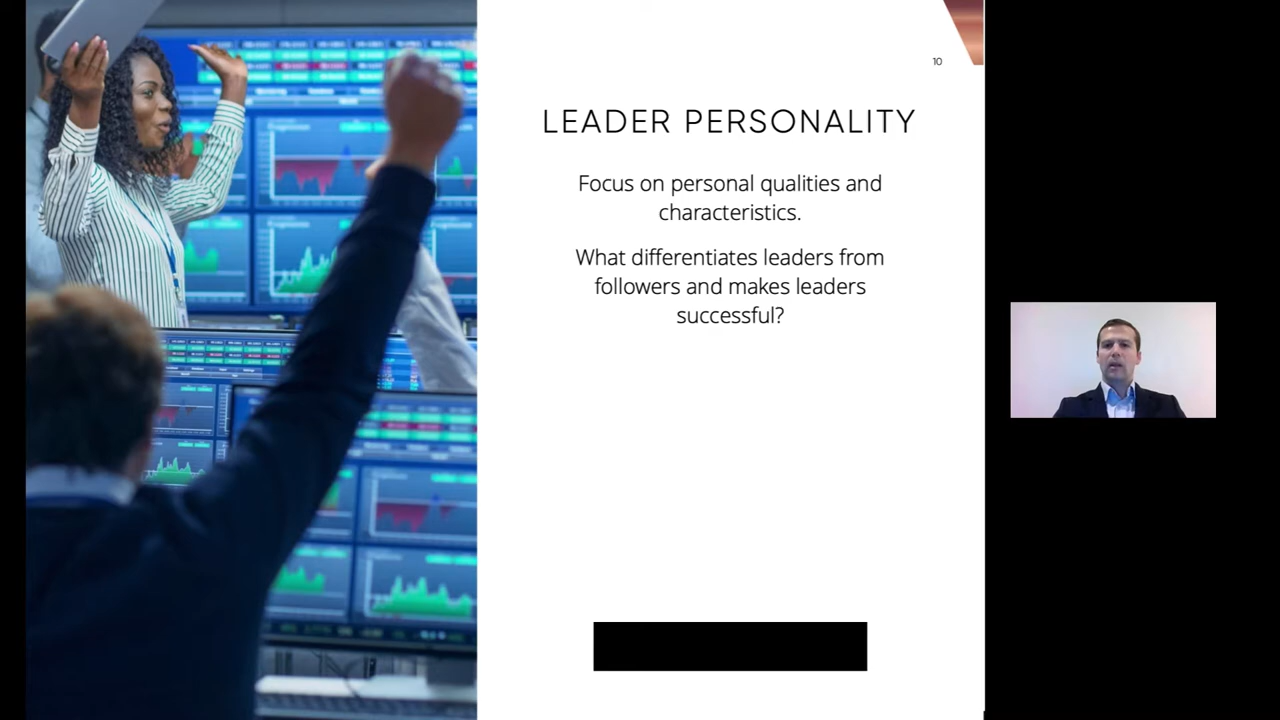 10
LEADER PERSONALITY
Focus on personal qualities and
characteristics.
What differentiates leaders from
followers and makes leaders
successful?